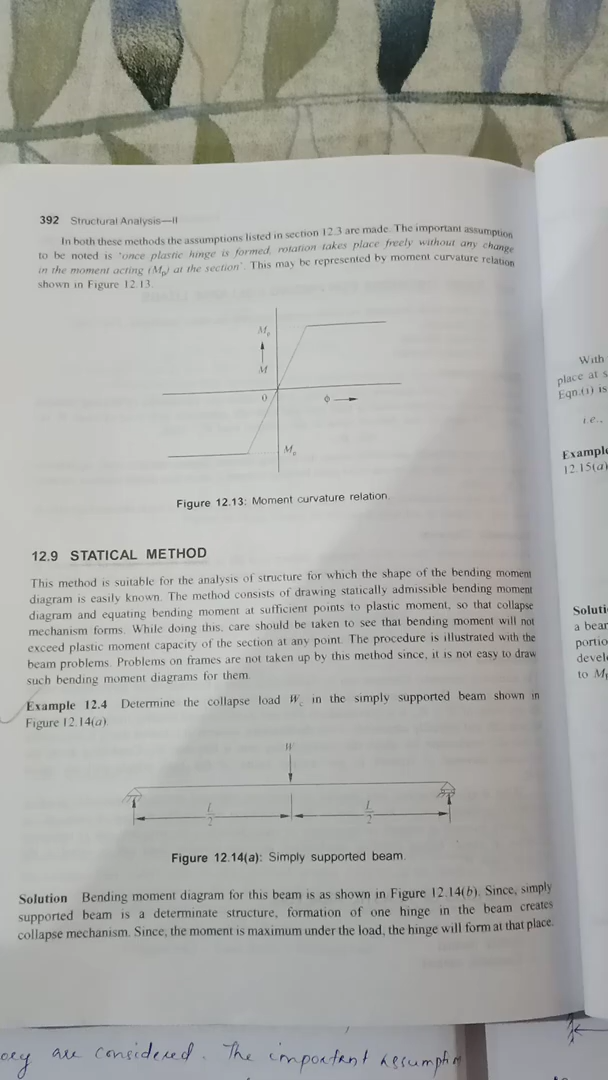 392 Structural Analysis—II
In both these methods the assumptions listed in section 12.3 are made. The important assumption
to be noted is 'once plastic hinge is formed, rotation takes place freely without any change
in the moment acting (Mp) at the section'. This may be represented by moment curvature relation
shown in Figure 12.13.
Mp
M
0
ϕ
Mp
Figure 12.13: Moment curvature relation.
12.9 STATICAL METHOD
This method is suitable for the analysis of structure for which the shape of the bending moment
diagram is easily known. The method consists of drawing statically admissible bending moment
diagram and equating bending moment at sufficient points to plastic moment, so that collapse
mechanism forms. While doing this, care should be taken to see that bending moment will not
exceed plastic moment capacity of the section at any point. The procedure is illustrated with the
beam problems. Problems on frames are not taken up by this method since, it is not easy to draw
such bending moment diagrams for them.
Example 12.4 Determine the collapse load Wc in the simply supported beam shown in
Figure 12.14(a).
W
L/2 L/2
Figure 12.14(a): Simply supported beam.
Solution Bending moment diagram for this beam is as shown in Figure 12.14(b). Since, simply
supported beam is a determinate structure, formation of one hinge in the beam creates
collapse mechanism. Since, the moment is maximum under the load, the hinge will form at that place.
With
place at s
Eqn.(i) is
i.e.,
Example
12.15(a)
Soluti
a bear
portio
devel
to Mp
ory are considered. The important assumption